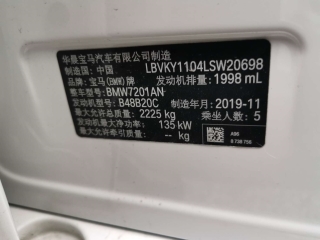 华晨宝马汽车有限公司制造
制造国：中国 LBVKY1104LSW20698
品牌：宝马(BMW)牌 发动机排量：1998 mL
整车型号：BMW7201AN
发动机型号：B48B20C 制造年月：2019-11
最大允许总质量：2225 kg 乘坐人数：5
发动机最大净功率：135 kW
最大允许牵引质量：--- kg A96
8 738 756